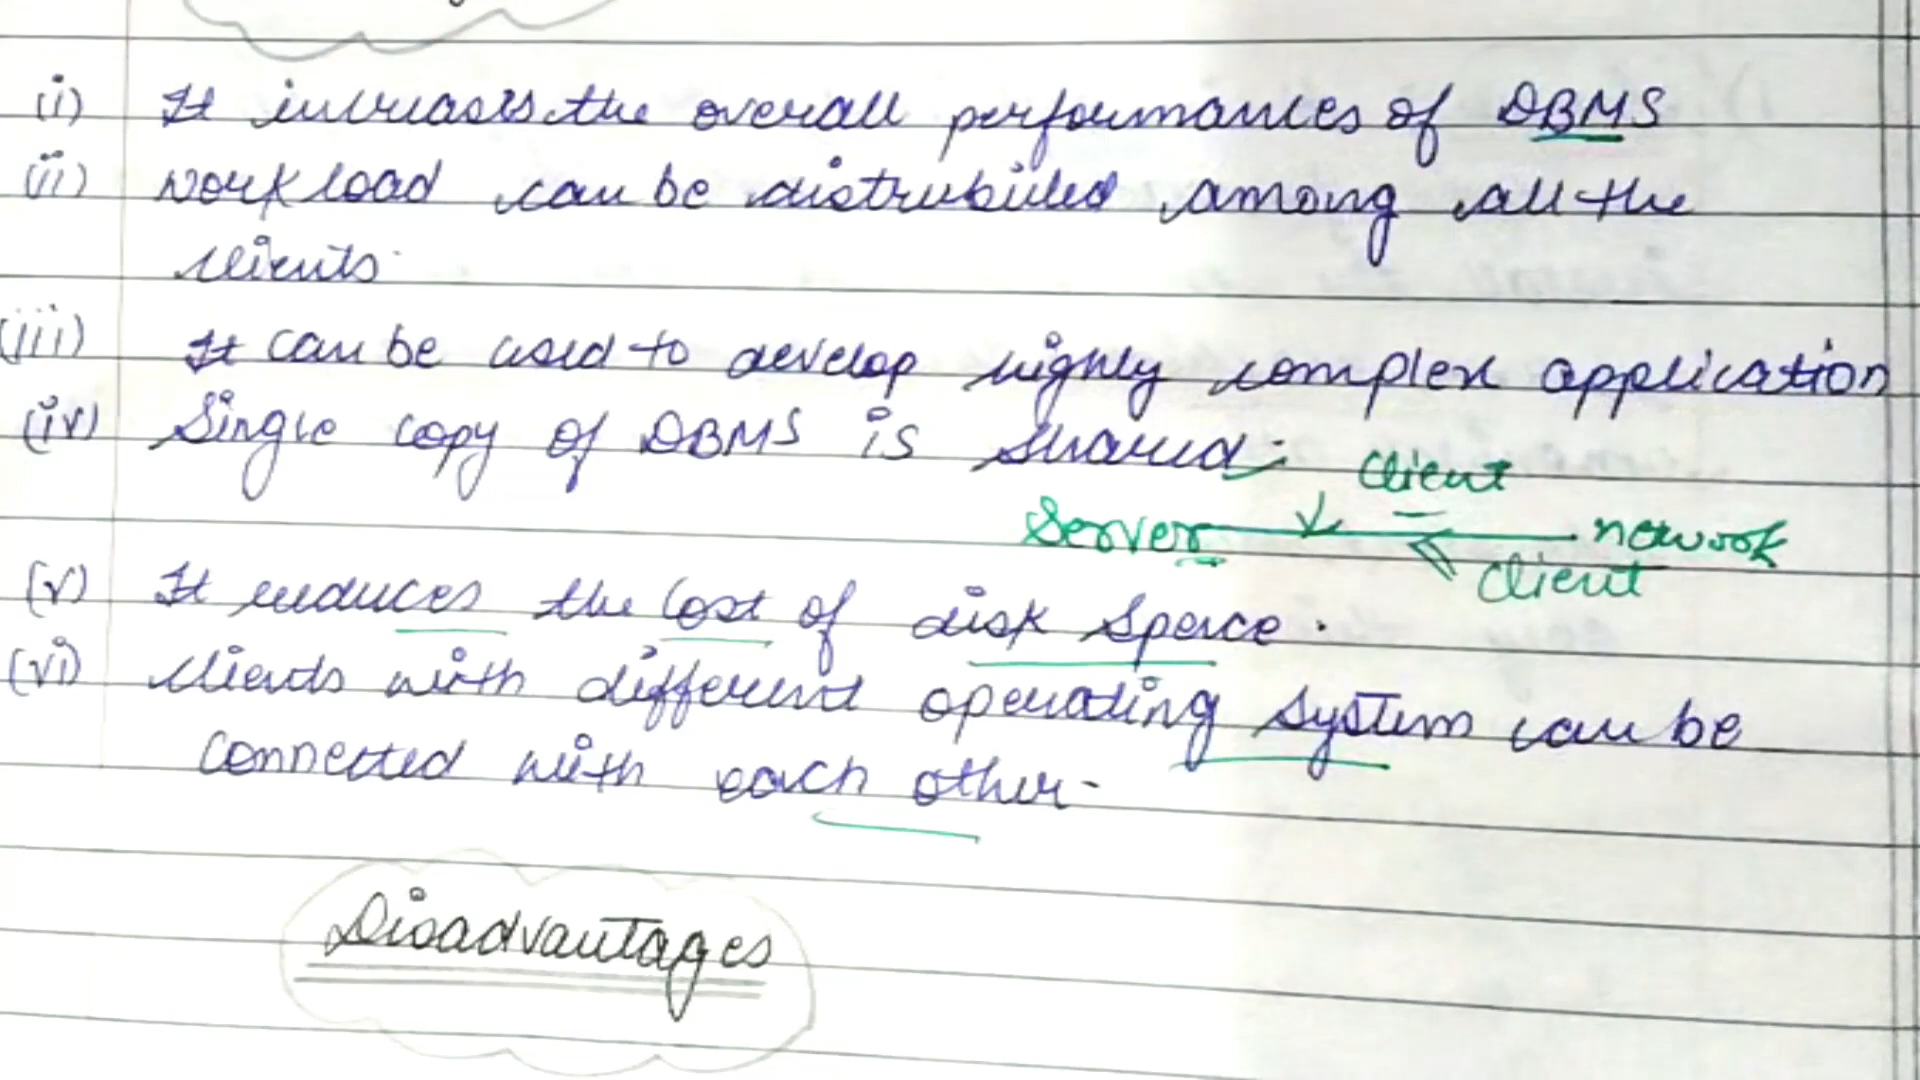 (i) It increases the overall performances of DBMS
(ii) workload can be distrubuted among all the
clients.
(iii) It can be used to develop highly complex application
(iv) Single copy of DBMS is shared:
Client
Server network
Client
(v) It reduces the cost of disk spence.
(vi) clients with different operating system can be
connected with each other.
Disadvantages